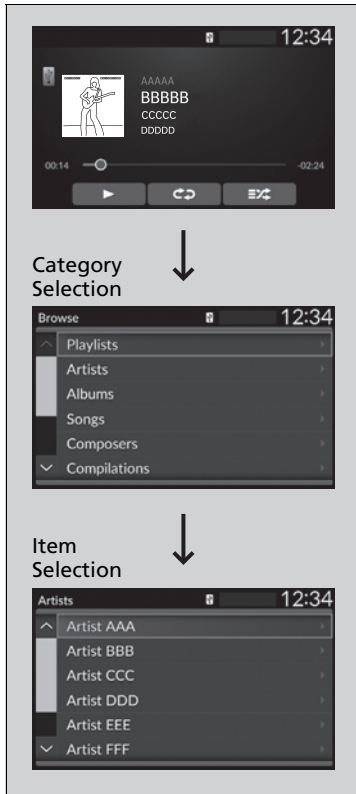 12:34
AAAAA
BBBBB
CCCCC
DDDDD
00:14 -02:24
Category
Selection
Browse 12:34
Playlists
Artists
Albums
Songs
Composers
Compilations
Item
Selection
Artists 12:34
Artist AAA
Artist BBB
Artist CCC
Artist DDD
Artist EEE
Artist FFF